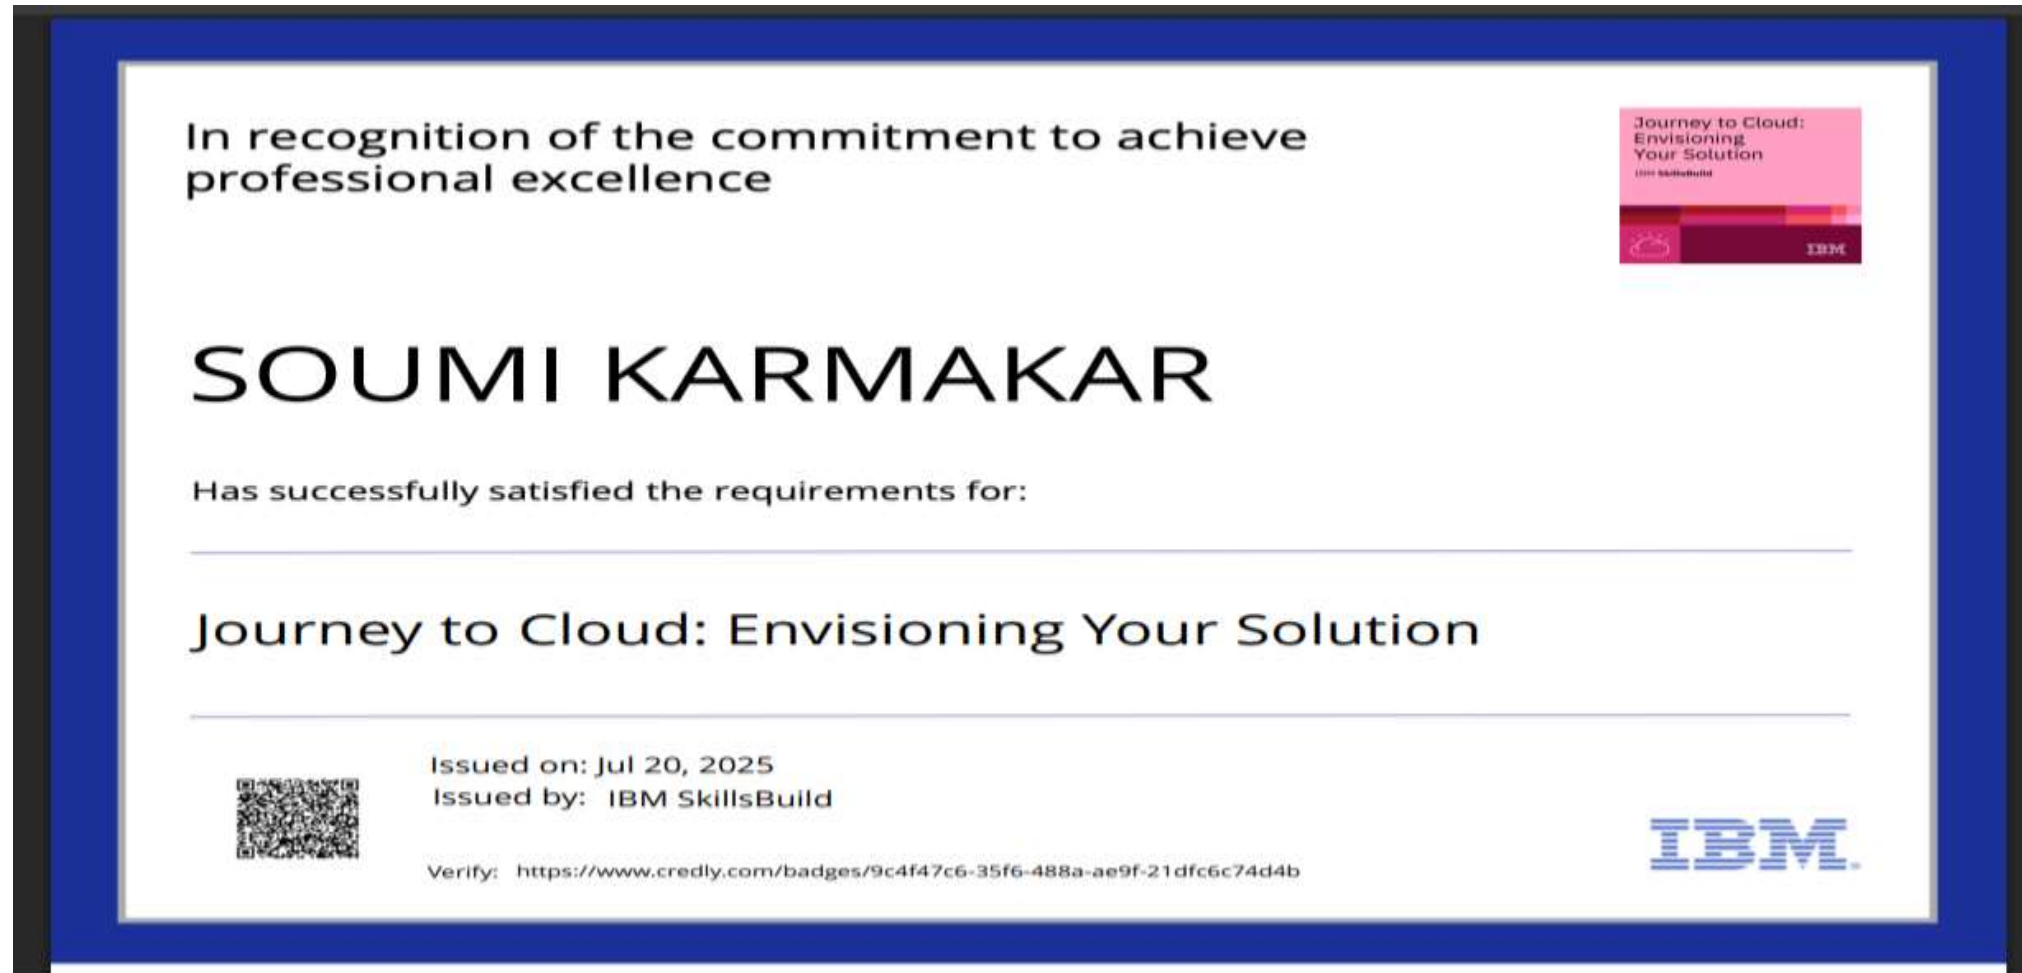 In recognition of the commitment to achieve
professional excellence
Journey to Cloud:
Envisioning
Your Solution
IBM SkillsBuild
IBM
SOUMI KARMAKAR
Has successfully satisfied the requirements for:
Journey to Cloud: Envisioning Your Solution
Issued on: Jul 20, 2025
Issued by: IBM SkillsBuild
Verify: https://www.credly.com/badges/9c4f47c6-35f6-488a-ae9f-21dfc6c74d4b
IBM.